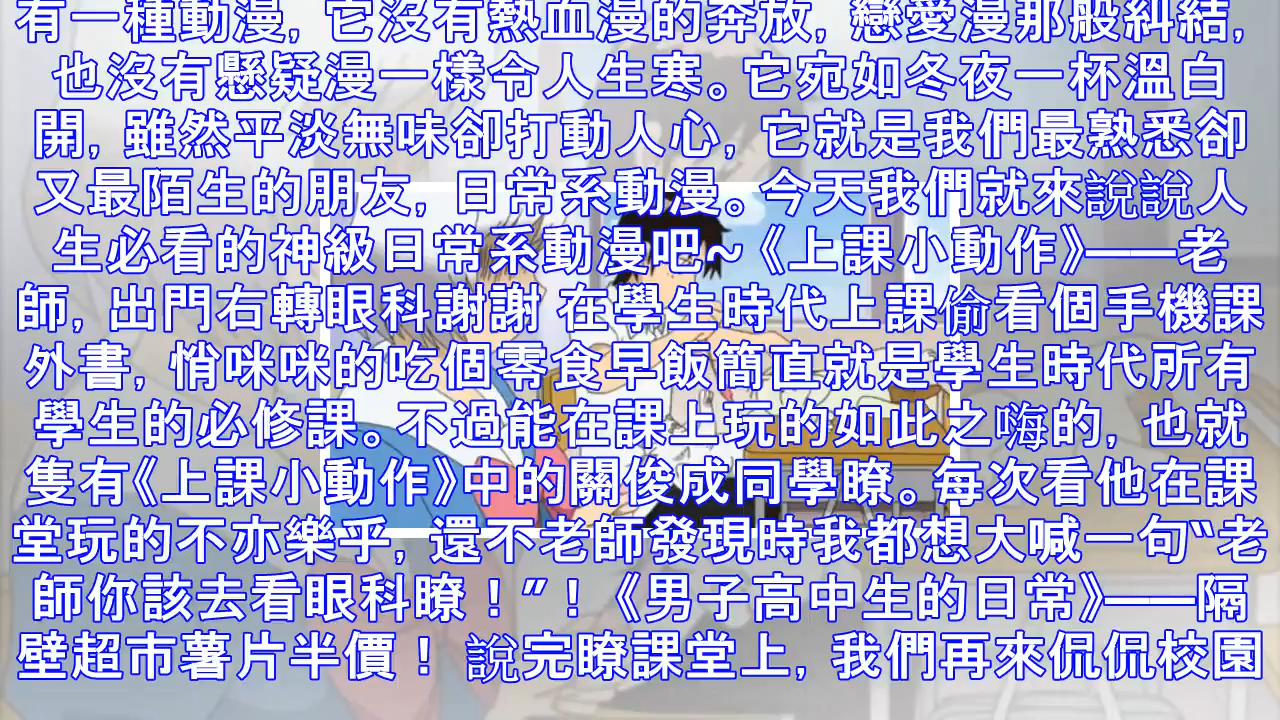 有一種動漫, 它沒有熱血漫的奔放, 戀愛漫那般糾結,
也沒有懸疑漫一樣令人生寒。它宛如冬夜一杯溫白
開, 雖然平淡無味卻打動人心, 它就是我們最熟悉卻
又最陌生的朋友, 日常系動漫。今天我們就來說說人
生必看的神級日常系動漫吧~《上課小動作》——老
師, 出門右轉眼科謝謝 在學生時代上課偷看個手機課
外書, 悄咪咪的吃個零食早飯簡直就是學生時代所有
學生的必修課。不過能在課上玩的如此之嗨的, 也就
隻有《上課小動作》中的關俊成同學瞭。每次看他在課
堂玩的不亦樂乎, 還不老師發現時我都想大喊一句“老
師你該去看眼科瞭！”！《男子高中生的日常》——隔
壁超市薯片半價！ 說完瞭課堂上, 我們再來侃侃校園